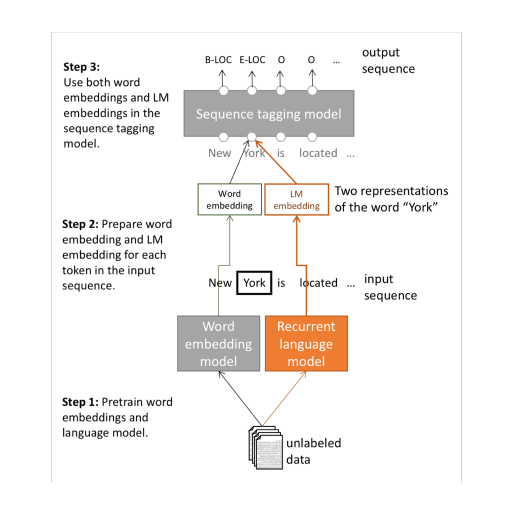 B-LOC E-LOC O O ...
output
sequence
Step 3:
Use both word
embeddings and LM
embeddings in the
sequence tagging
model.
Sequence tagging model
New York is located ...
Word
embedding
LM
embedding
Two representations
of the word “York”
Step 2: Prepare word
embedding and LM
embedding for each
token in the input
sequence.
New York is located ...
input
sequence
Word
embedding
model
Recurrent
language
model
Step 1: Pretrain word
embeddings and
language model.
unlabeled
data